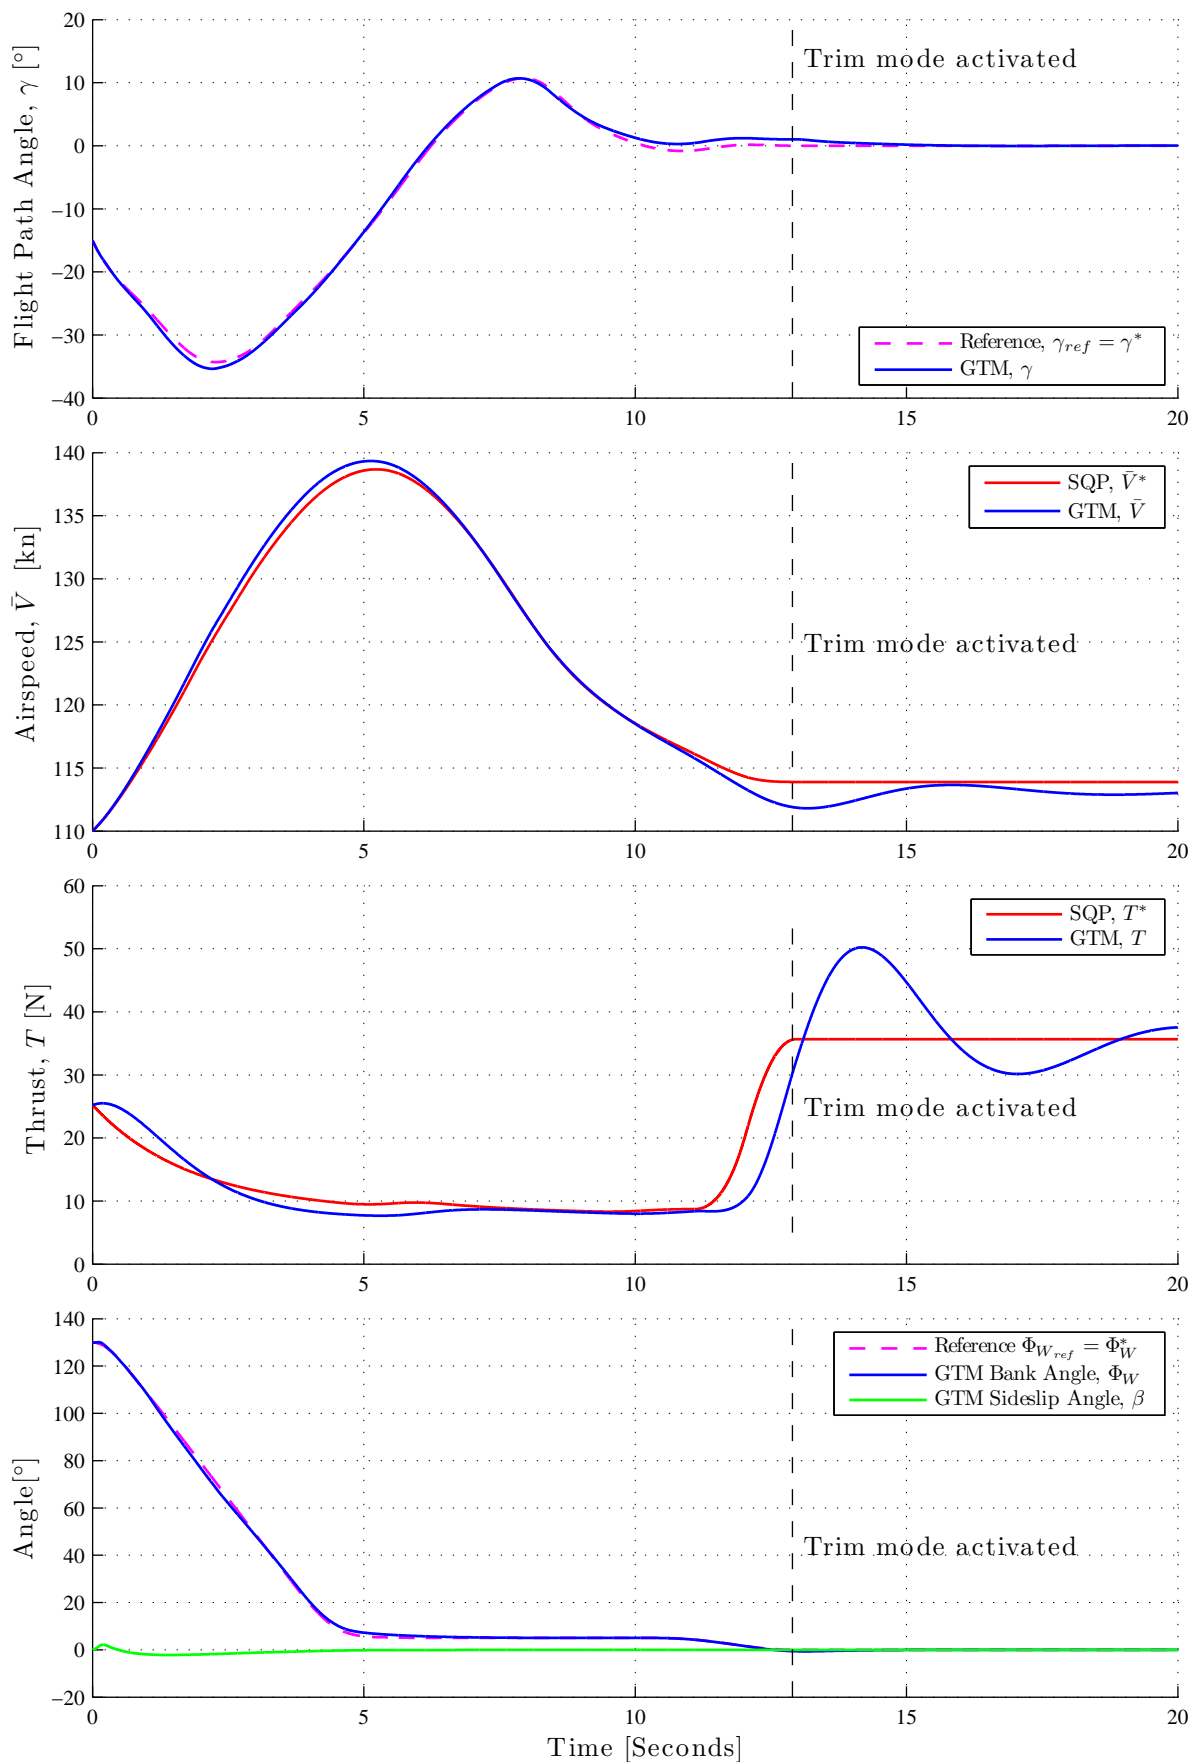 Flight Path Angle, γ [°]
20
10
0
−10
−20
−30
−40
Trim mode activated
Reference, γ_ref = γ*
GTM, γ
0 5 10 15 20
Airspeed, V̄ [kn]
140
135
130
125
120
115
110
SQP, V̄*
GTM, V̄
Trim mode activated
0 5 10 15 20
Thrust, T [N]
60
50
40
30
20
10
0
SQP, T*
GTM, T
Trim mode activated
0 5 10 15 20
Angle[°]
140
120
100
80
60
40
20
0
−20
Reference Φ_W_ref = Φ*_W
GTM Bank Angle, Φ_W
GTM Sideslip Angle, β
Trim mode activated
0 5 10 15 20
Time [Seconds]